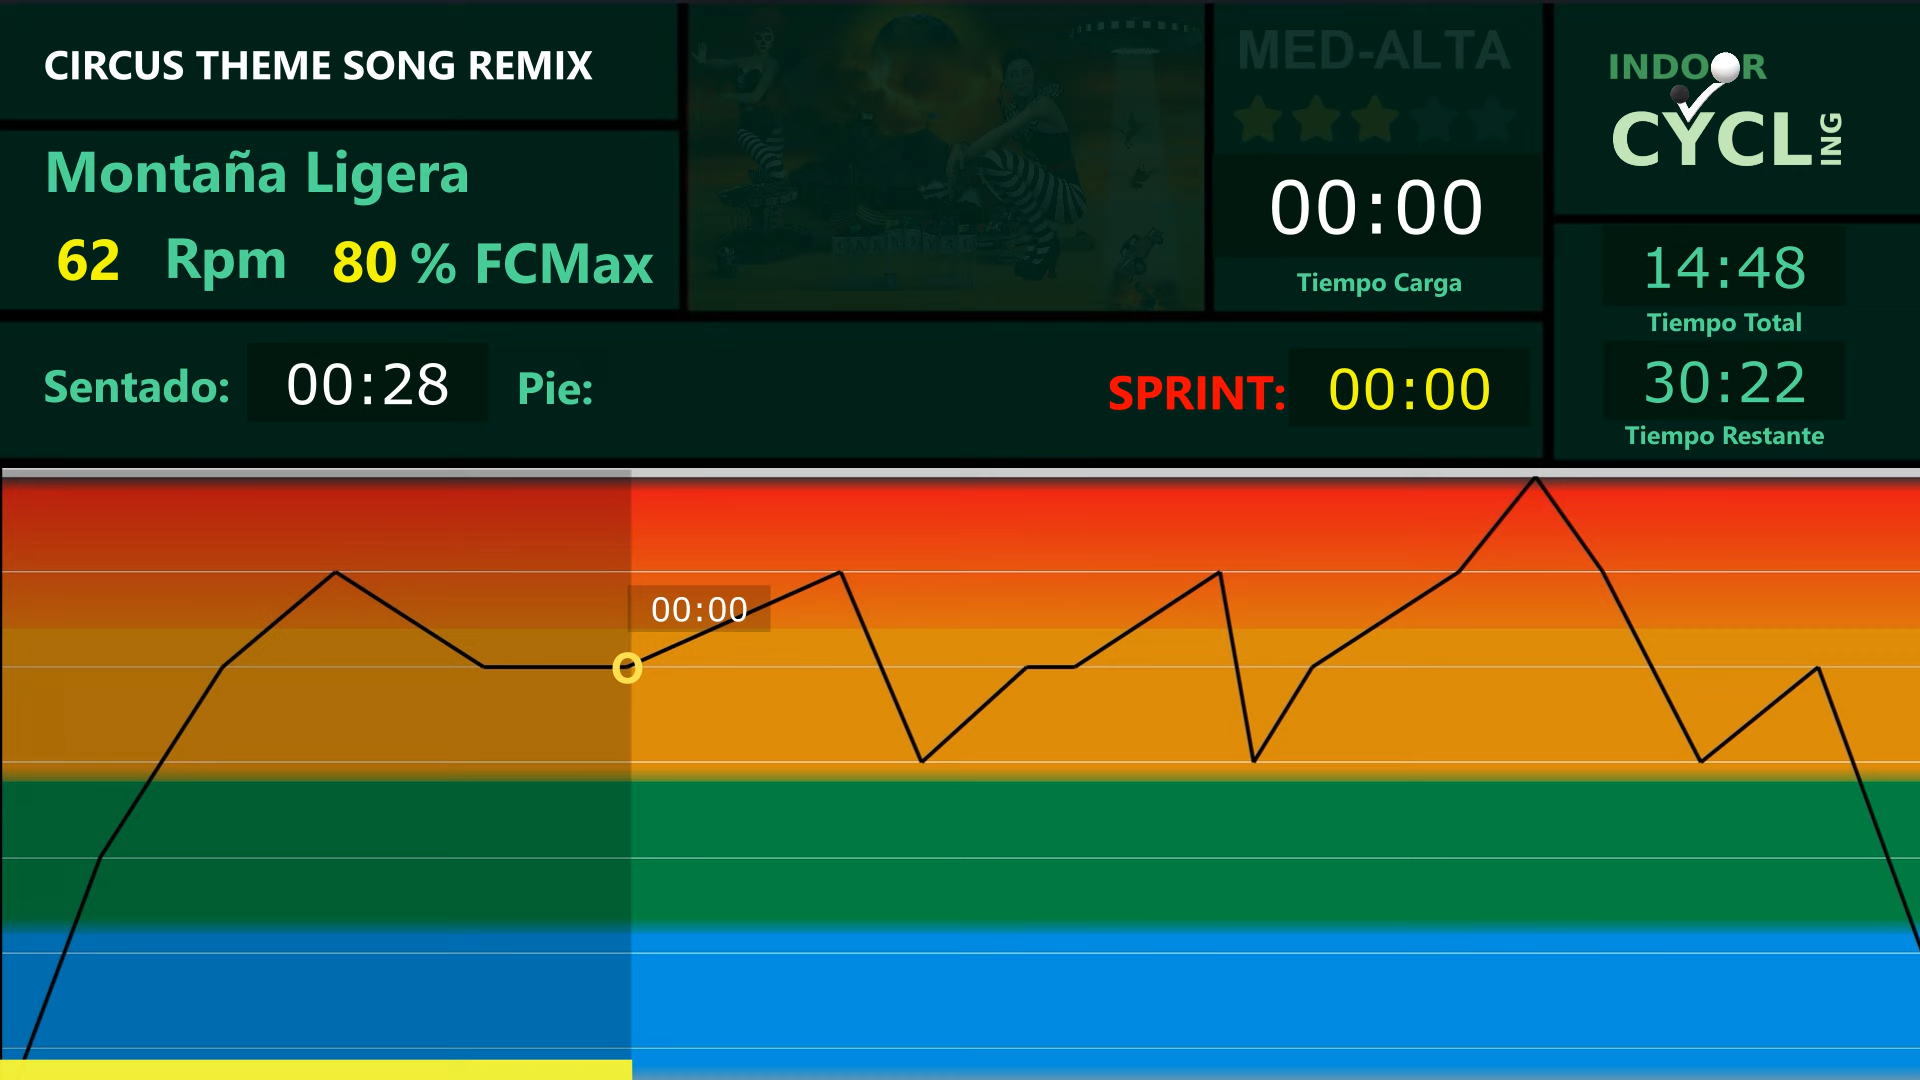 CIRCUS THEME SONG REMIX
MED-ALTA
INDOOR
CYCLING
Montaña Ligera
62 Rpm 80 % FCMax
00:00
Tiempo Carga
14:48
Tiempo Total
30:22
Tiempo Restante
Sentado: 00:28 Pie: SPRINT: 00:00
00:00